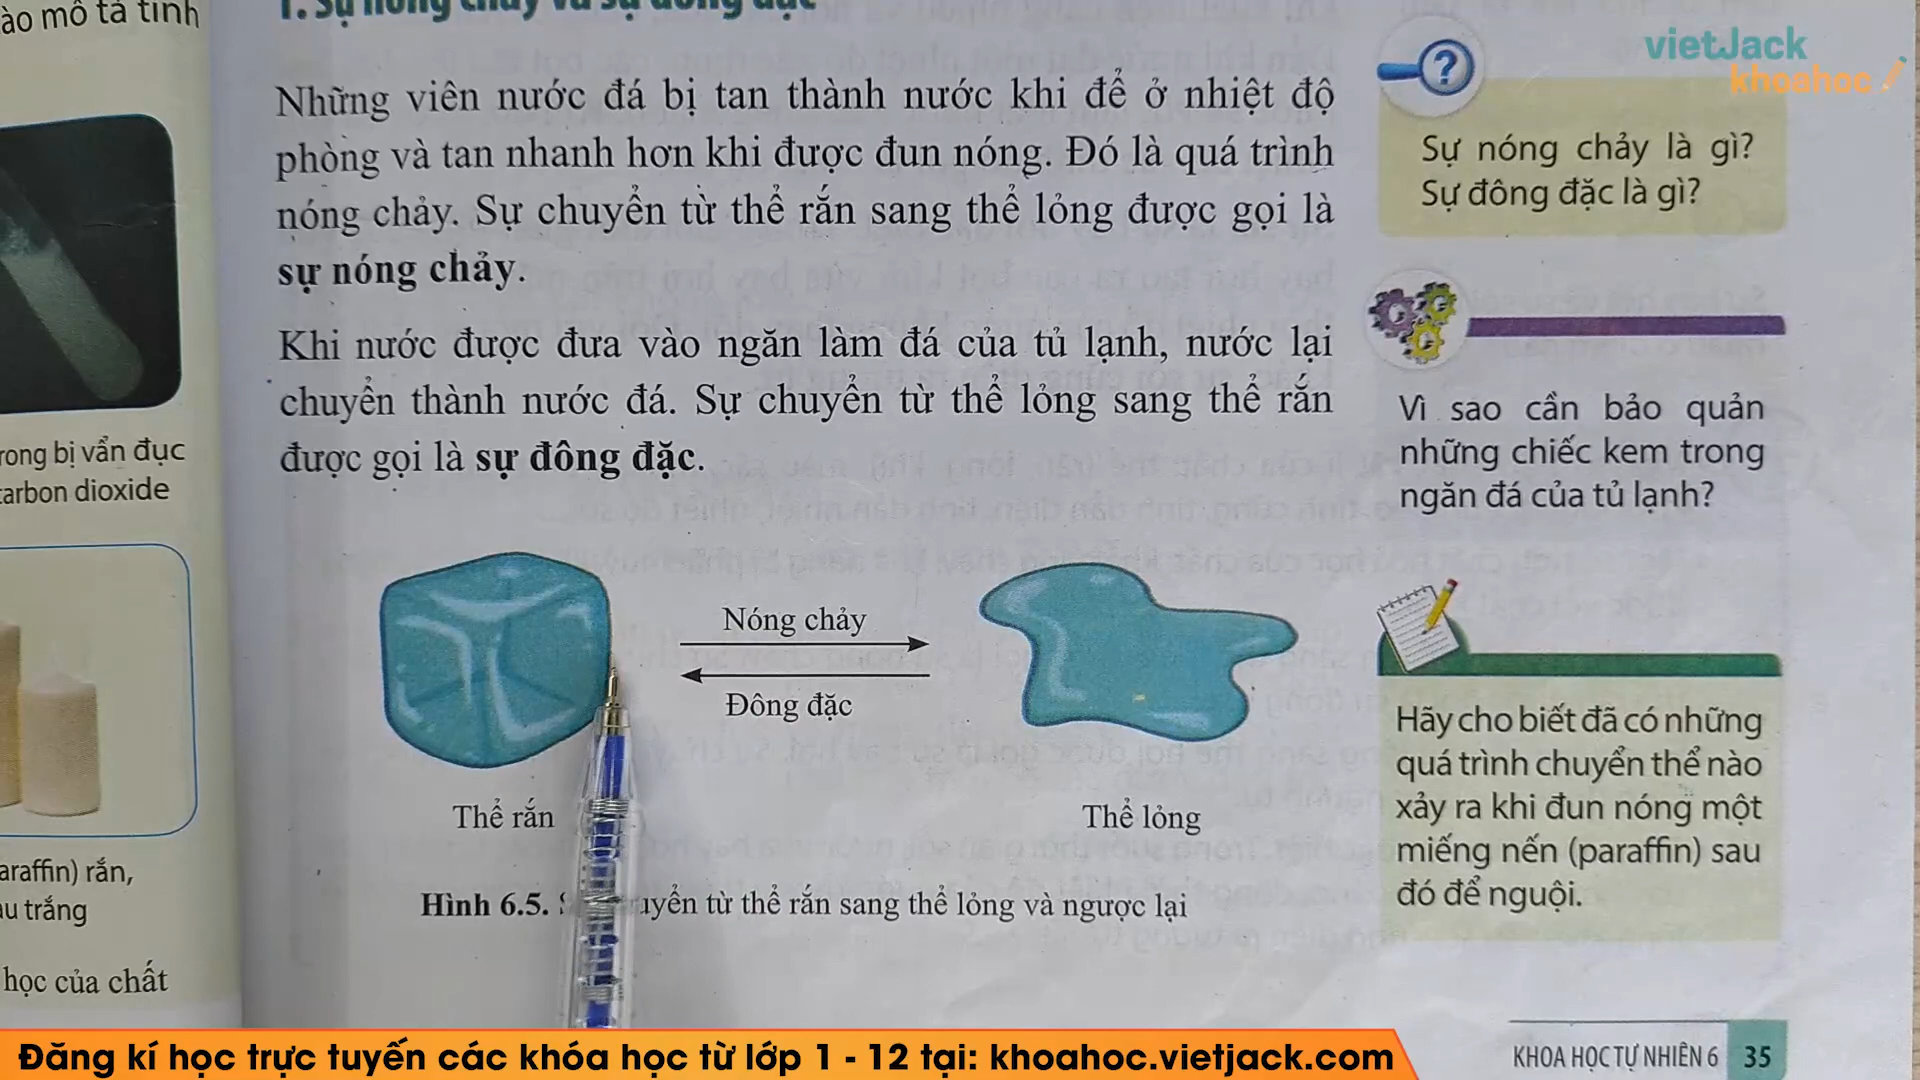 ào mô tả tính
rong bị vẩn đục
carbon dioxide
araffin) rắn,
àu trắng
học của chất
1. Sự nóng chảy và sự đông đặc
Những viên nước đá bị tan thành nước khi để ở nhiệt độ
phòng và tan nhanh hơn khi được đun nóng. Đó là quá trình
nóng chảy. Sự chuyển từ thể rắn sang thể lỏng được gọi là
sự nóng chảy.
Khi nước được đưa vào ngăn làm đá của tủ lạnh, nước lại
chuyển thành nước đá. Sự chuyển từ thể lỏng sang thể rắn
được gọi là sự đông đặc.
Nóng chảy
Đông đặc
Thể rắn
Thể lỏng
Hình 6.5. uyển từ thể rắn sang thể lỏng và ngược lại
vietJack
khoahoc
?
Sự nóng chảy là gì?
Sự đông đặc là gì?
Vì sao cần bảo quản
những chiếc kem trong
ngăn đá của tủ lạnh?
Hãy cho biết đã có những
quá trình chuyển thể nào
xảy ra khi đun nóng một
miếng nến (paraffin) sau
đó để nguội.
KHOA HỌC TỰ NHIÊN 6 35
Đăng kí học trực tuyến các khóa học từ lớp 1 - 12 tại: khoahoc.vietjack.com